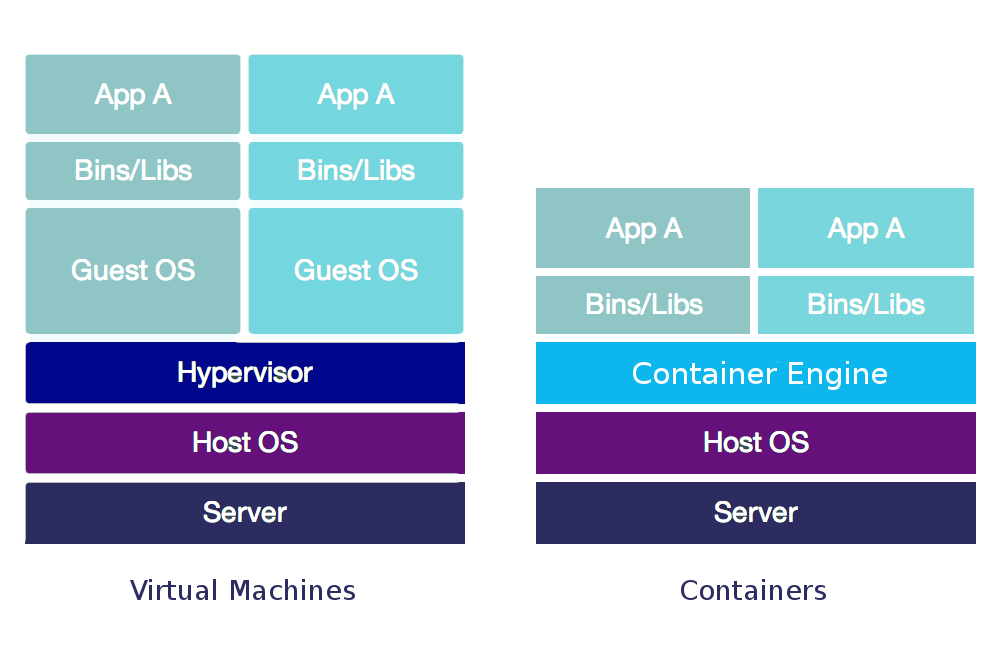 App A
App A
Bins/Libs
Bins/Libs
Guest OS
Guest OS
Hypervisor
Host OS
Server
Virtual Machines
App A
App A
Bins/Libs
Bins/Libs
Container Engine
Host OS
Server
Containers